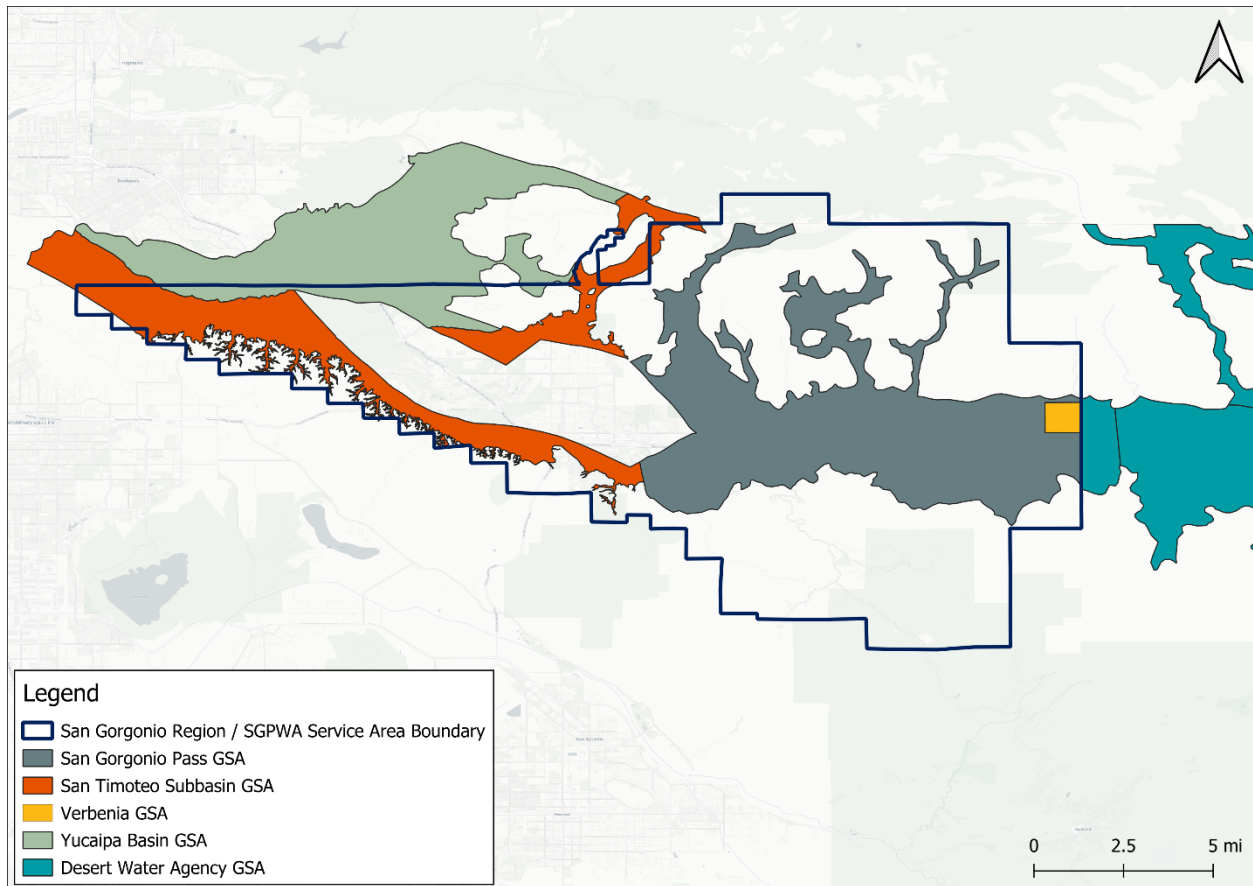 Legend
San Gorgonio Region / SGPWA Service Area Boundary
San Gorgonio Pass GSA
San Timoteo Subbasin GSA
Verbenia GSA
Yucaipa Basin GSA
Desert Water Agency GSA
0 2.5 5 mi